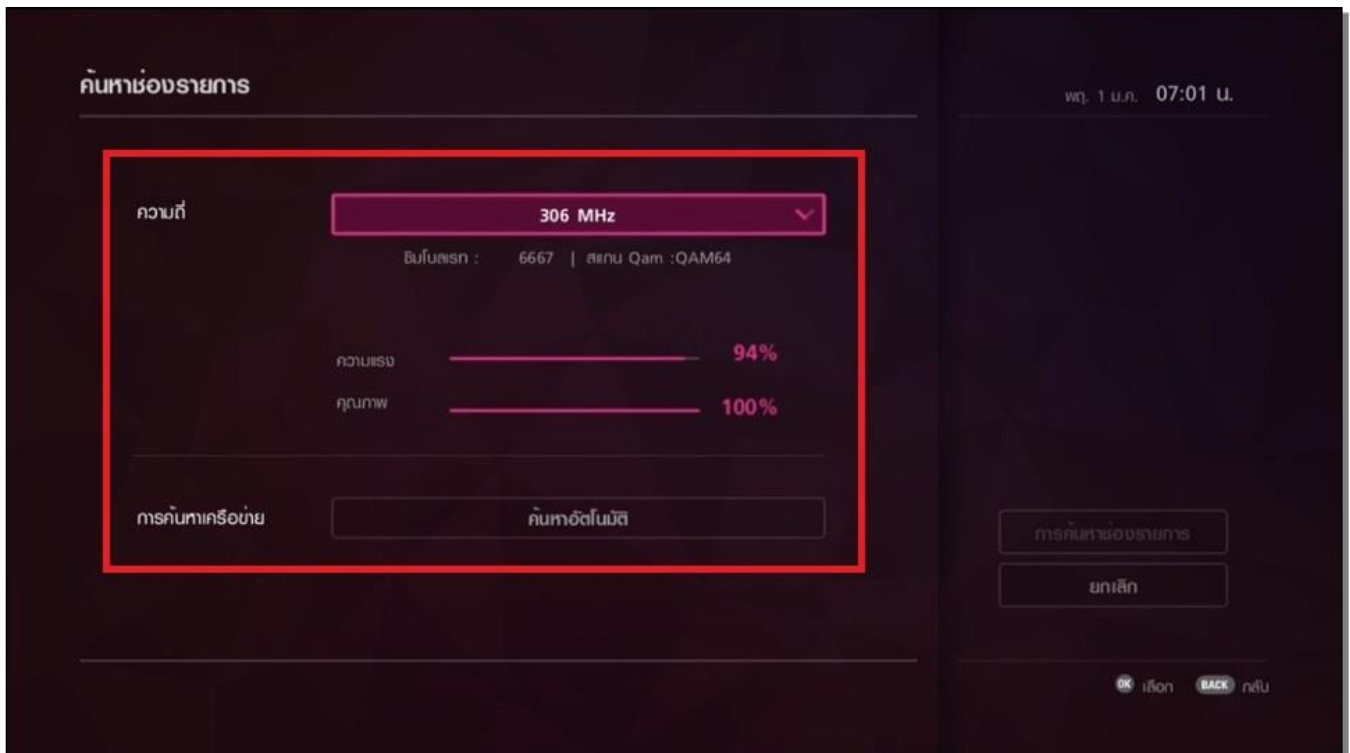 ค้นหาช่องรายการ
พฤ. 1 ม.ค. 07:01 น.
ความถี่ 306 MHz
ซิมโบลเรท : 6667 | สแกน Qam :QAM64
ความแรง 94%
คุณภาพ 100%
การค้นหาเครือข่าย ค้นหาอัตโนมัติ
การค้นหาช่องรายการ
ยกเลิก
OK เลือก BACK กลับ